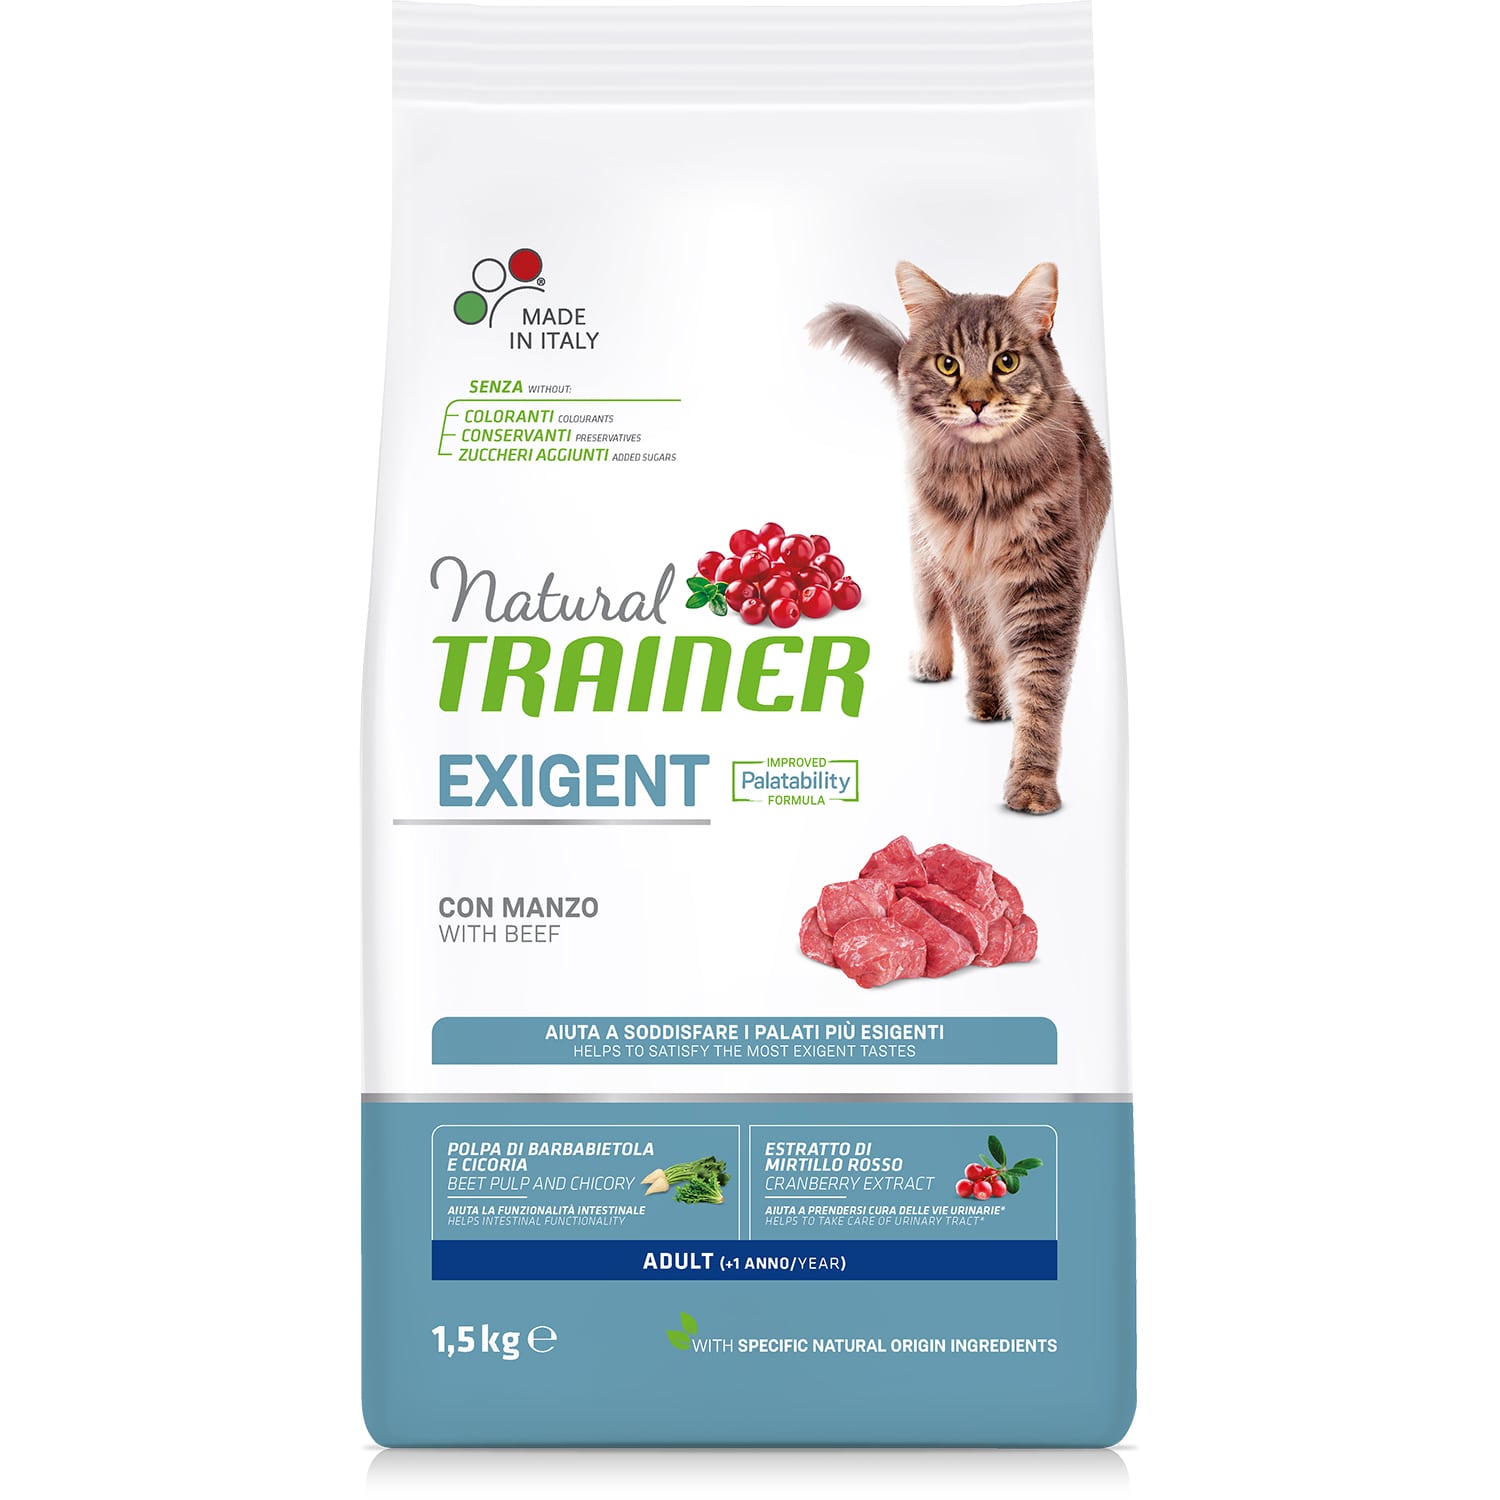 ®
MADE
IN ITALY
SENZA WITHOUT:
COLORANTI COLOURANTS
CONSERVANTI PRESERVATIVES
ZUCCHERI AGGIUNTI ADDED SUGARS
Natural
TRAINER
EXIGENT
IMPROVED
Palatability
FORMULA
CON MANZO
WITH BEEF
AIUTA A SODDISFARE I PALATI PIÙ ESIGENTI
HELPS TO SATISFY THE MOST EXIGENT TASTES
POLPA DI BARBABIETOLA
E CICORIA
BEET PULP AND CHICORY
AIUTA LA FUNZIONALITÀ INTESTINALE
HELPS INTESTINAL FUNCTIONALITY
ESTRATTO DI
MIRTILLO ROSSO
CRANBERRY EXTRACT
AIUTA A PRENDERSI CURA DELLE VIE URINARIE*
HELPS TO TAKE CARE OF URINARY TRACT*
ADULT (+1 ANNO/YEAR)
1,5 kg ℮
WITH SPECIFIC NATURAL ORIGIN INGREDIENTS